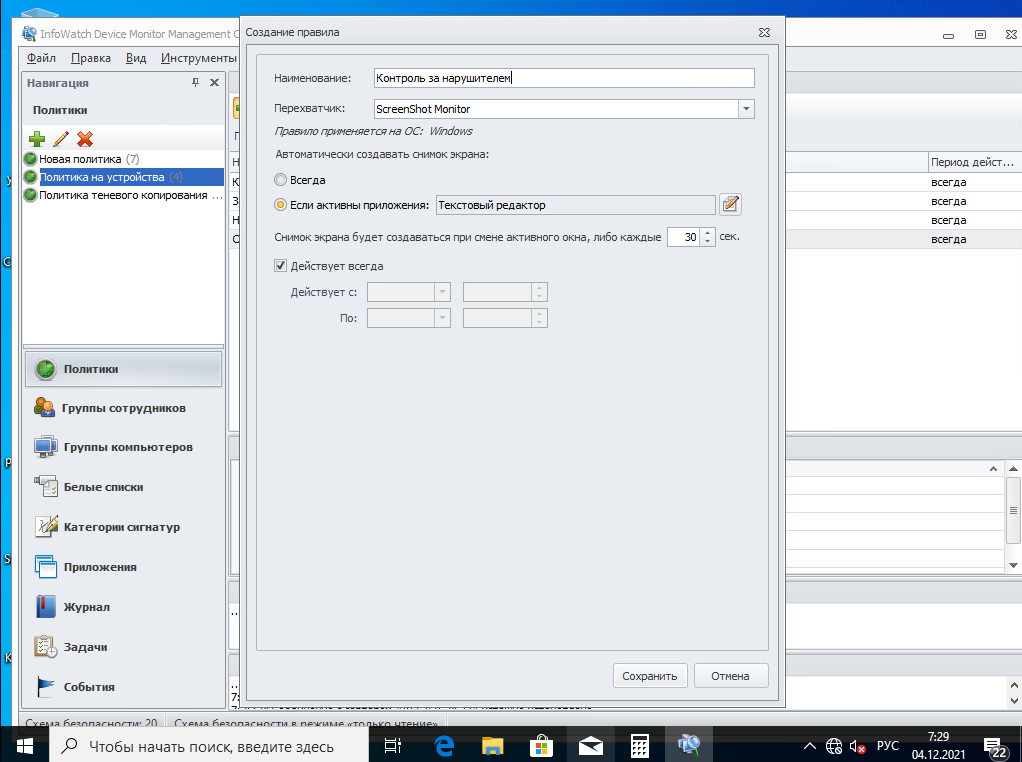 InfoWatch Device Monitor Management C
Создание правила
Файл Правка Вид Инструменты
Навигация
Политики
Новая политика (7)
Политика на устройства (4)
Политика теневого копирования ...
Наименование: Контроль за нарушителем
Перехватчик: ScreenShot Monitor
Правило применяется на ОС: Windows
Автоматически создавать снимок экрана:
Всегда
Если активны приложения: Текстовый редактор
Снимок экрана будет создаваться при смене активного окна, либо каждые 30 сек.
Действует всегда
Действует с:
По:
Сохранить Отмена
Период дейст...
всегда
всегда
всегда
всегда
Политики
Группы сотрудников
Группы компьютеров
Белые списки
Категории сигнатур
Приложения
Журнал
Задачи
События
Схема безопасности: 20 Схема безопасности в режиме «только чтение»
Чтобы начать поиск, введите здесь
РУС
7:29
04.12.2021
22